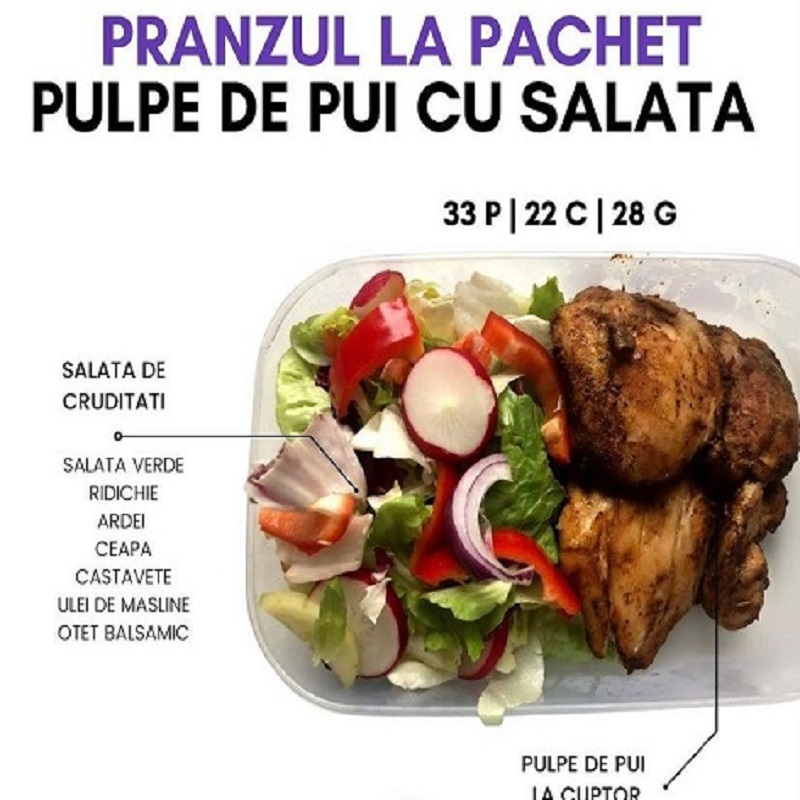 PRANZUL LA PACHET
PULPE DE PUI CU SALATA
33 P | 22 C | 28 G
SALATA DE
CRUDITATI
SALATA VERDE
RIDICHIE
ARDEI
CEAPA
CASTAVETE
ULEI DE MASLINE
OTET BALSAMIC
PULPE DE PUI
LA CUPTOR